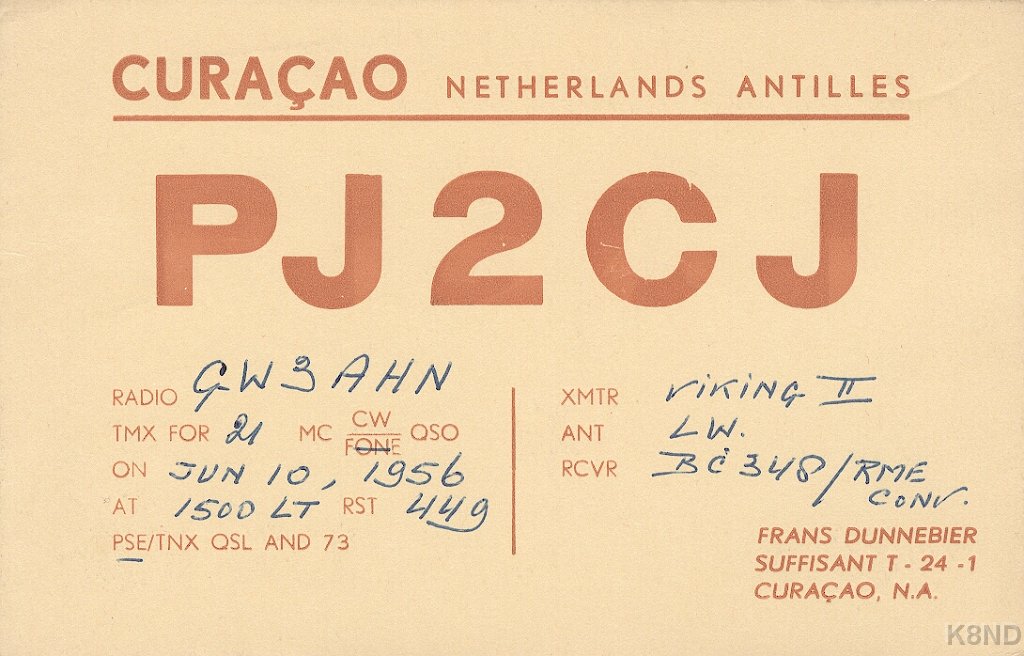 CURAÇAO NETHERLANDS ANTILLES
PJ2CJ
RADIO GW3AHN
TMX FOR 21 MC CW/FONE QSO
ON JUN 10, 1956
AT 1500 LT RST 449
PSE/TNX QSL AND 73
XMTR VIKING II
ANT LW.
RCVR BC348/RME
CONV.
FRANS DUNNEBIER
SUFFISANT T - 24 - 1
CURAÇAO, N.A.
K8ND